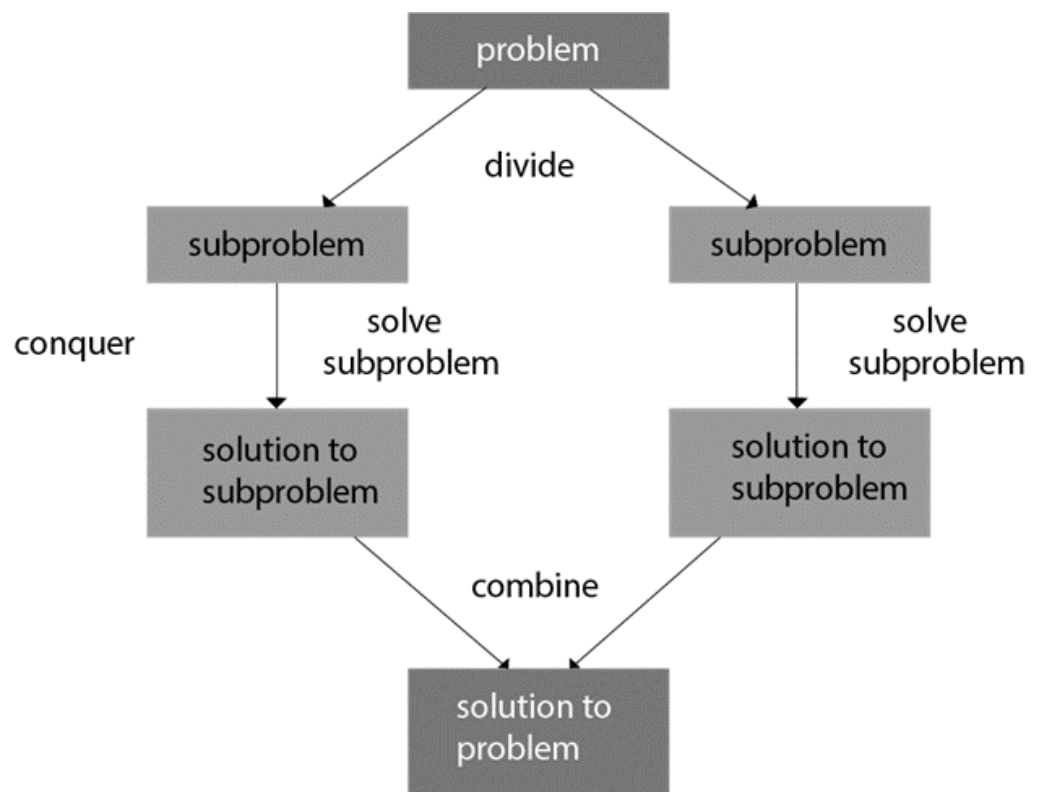 problem
divide
subproblem
subproblem
conquer
solve
subproblem
solve
subproblem
solution to
subproblem
solution to
subproblem
combine
solution to
problem